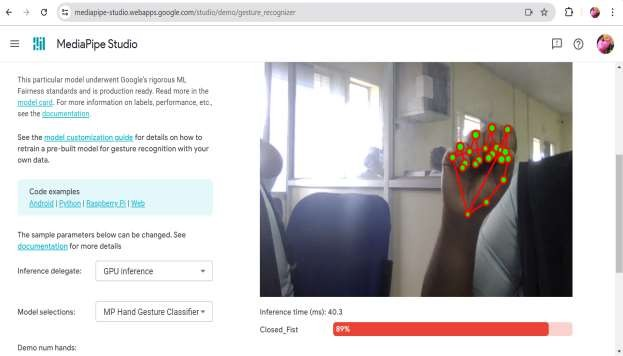 mediapipe-studio.webapps.google.com/studio/demo/gesture_recognizer
MediaPipe Studio
This particular model underwent Google's rigorous ML
Fairness standards and is production ready. Read more in the
model card. For more information on labels, performance, etc.,
see the documentation.
See the model customization guide for details on how to
retrain a pre-built model for gesture recognition with your
own data.
Code examples
Android | Python | Raspberry Pi | Web
The sample parameters below can be changed. See
documentation for more details
Inference delegate: GPU inference
Model selections: MP Hand Gesture Classifier
Demo num hands:
Inference time (ms): 40.3
Closed_Fist 89%